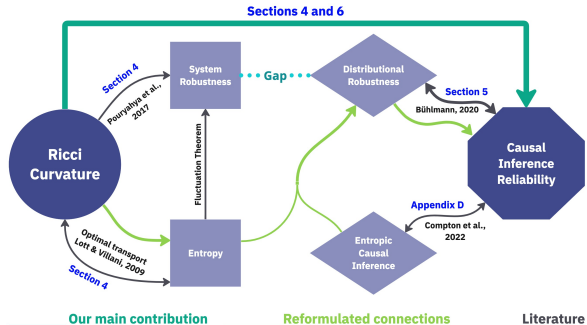 Sections 4 and 6
Section 4
Pouryahya et al.,
2017
System
Robustness
Gap
Distributional
Robustness
Section 5
Bühlmann, 2020
Ricci
Curvature
Fluctuation Theorem
Causal
Inference
Reliability
Optimal transport
Lott & Villani, 2009
Section 4
Entropy
Entropic
Causal
Inference
Appendix D
Compton et al.,
2022
Our main contribution
Reformulated connections
Literature